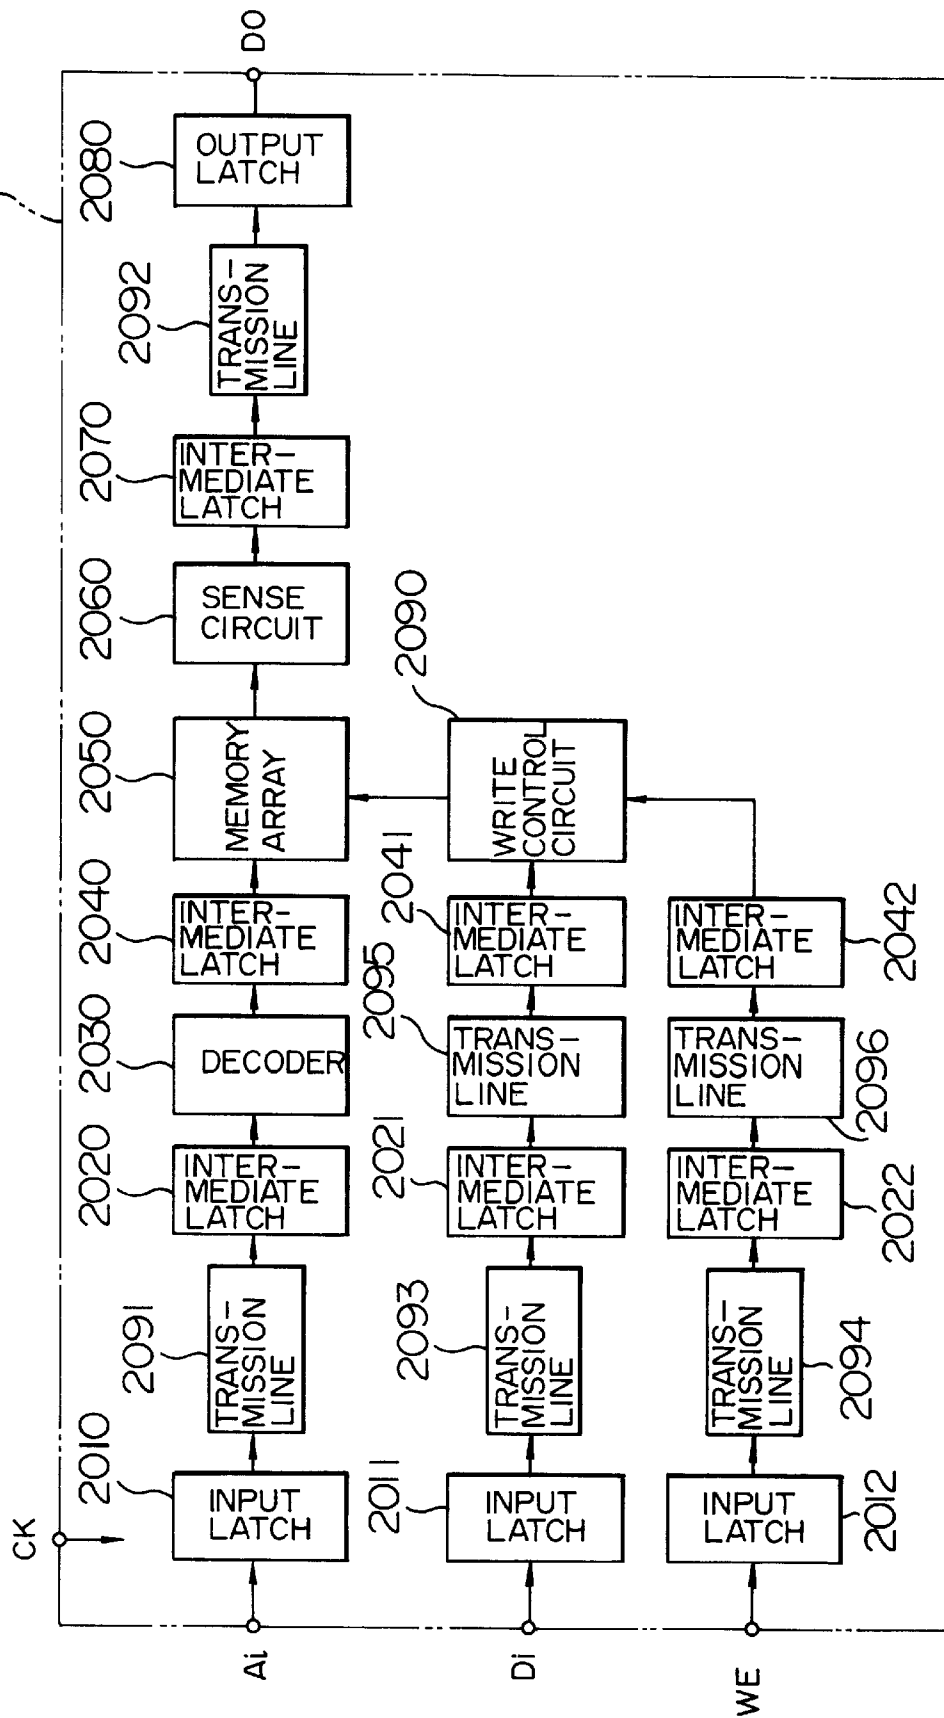 CK
Ai
2010
INPUT
LATCH
2091
TRANS-
MISSION
LINE
2020
INTER-
MEDIATE
LATCH
2030
DECODER
2040
INTER-
MEDIATE
LATCH
2050
MEMORY
ARRAY
2060
SENSE
CIRCUIT
2070
INTER-
MEDIATE
LATCH
2092
TRANS-
MISSION
LINE
2080
OUTPUT
LATCH
DO
Di
2011
INPUT
LATCH
2093
TRANS-
MISSION
LINE
2021
INTER-
MEDIATE
LATCH
2095
TRANS-
MISSION
LINE
2041
INTER-
MEDIATE
LATCH
2090
WRITE
CONTROL
CIRCUIT
WE
INPUT
LATCH
2012
TRANS-
MISSION
LINE
2094
INTER-
MEDIATE
LATCH
2022
TRANS-
MISSION
LINE
2096
INTER-
MEDIATE
LATCH
2042